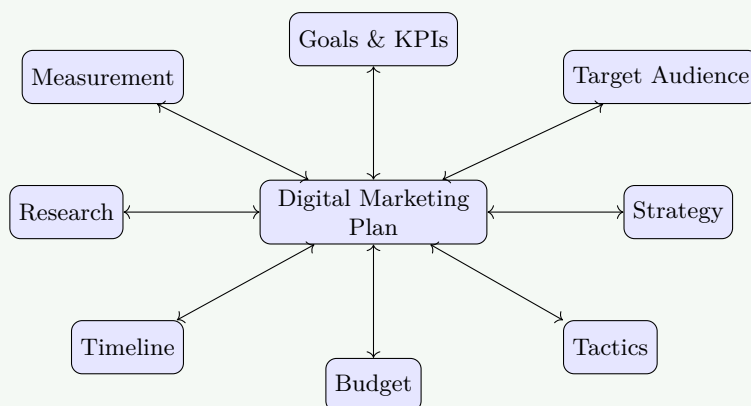 Goals & KPIs
Measurement
Target Audience
Research
Digital Marketing
Plan
Strategy
Timeline
Tactics
Budget